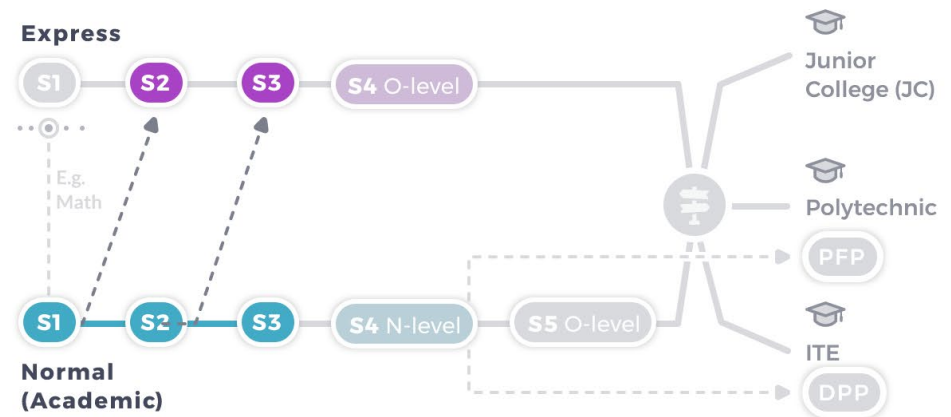 Express
S1
S2
S3
S4 O-level
Junior
College (JC)
E.g.
Math
Polytechnic
PFP
S1
S2
S3
S4 N-level
S5 O-level
ITE
DPP
Normal
(Academic)